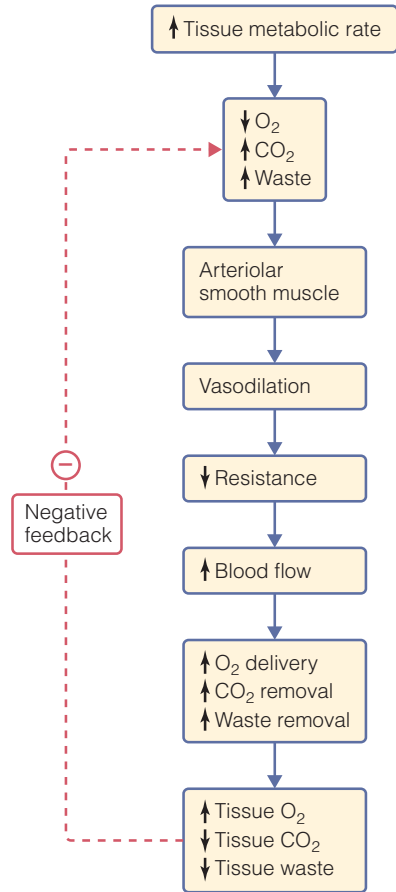 ↑ Tissue metabolic rate
↓ O₂
↑ CO₂
↑ Waste
Arteriolar
smooth muscle
Vasodilation
↓ Resistance
−
Negative
feedback
↑ Blood flow
↑ O₂ delivery
↑ CO₂ removal
↑ Waste removal
↑ Tissue O₂
↓ Tissue CO₂
↓ Tissue waste